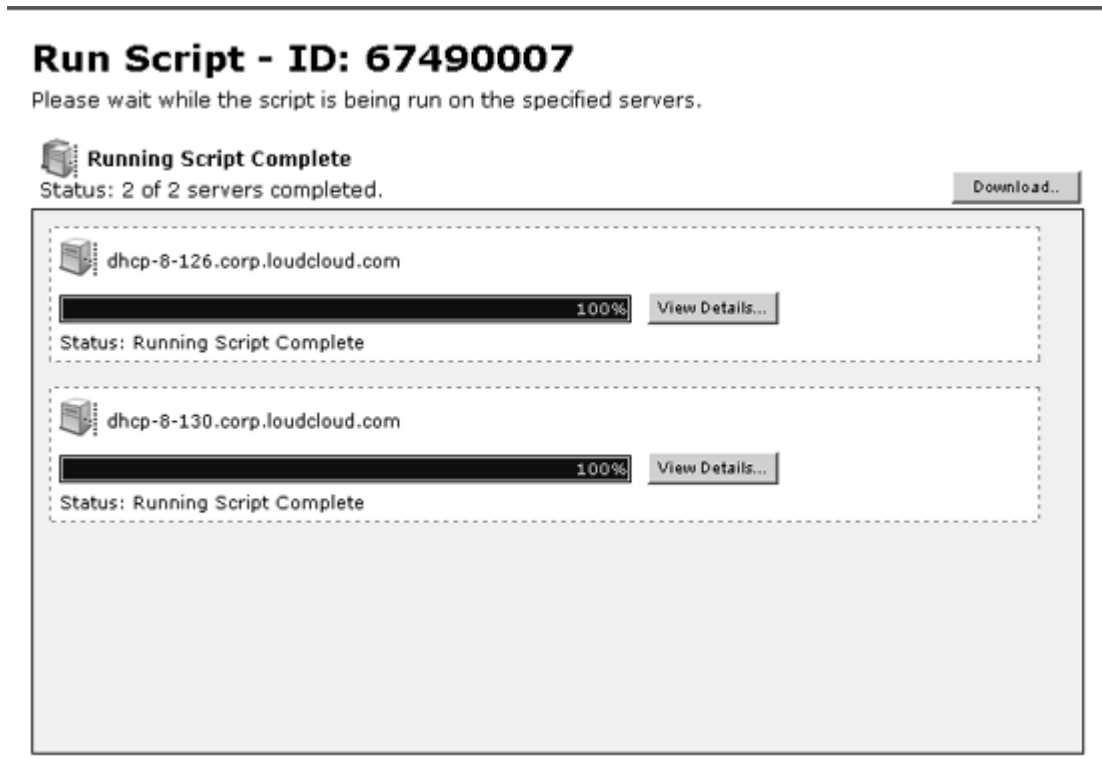 Run Script - ID: 67490007
Please wait while the script is being run on the specified servers.
Running Script Complete
Status: 2 of 2 servers completed.
Download..
dhcp-8-126.corp.loudcloud.com
100% View Details...
Status: Running Script Complete
dhcp-8-130.corp.loudcloud.com
100% View Details...
Status: Running Script Complete